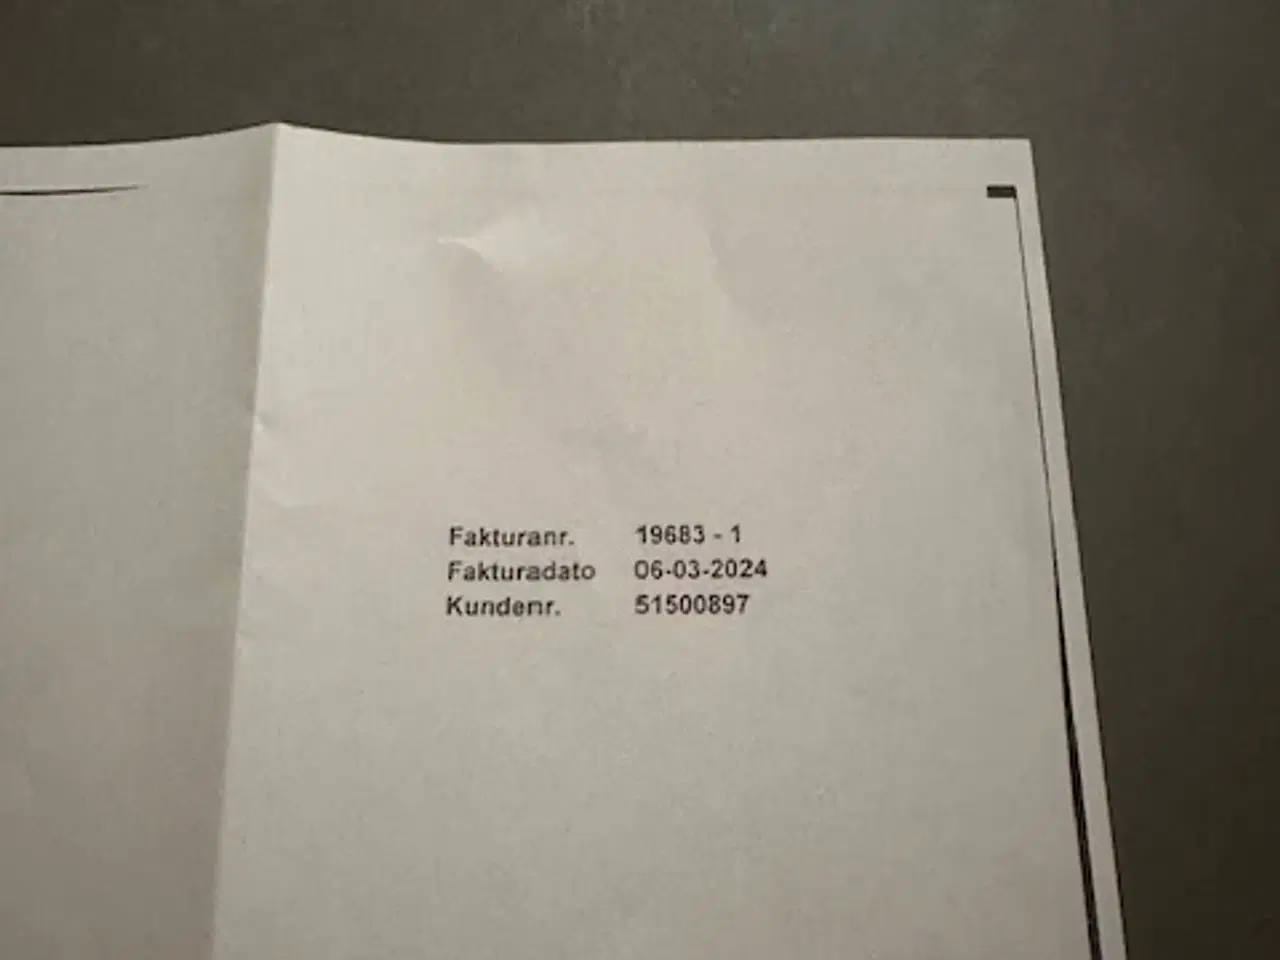 Fakturanr. 19683 - 1
Fakturadato 06-03-2024
Kundenr. 51500897